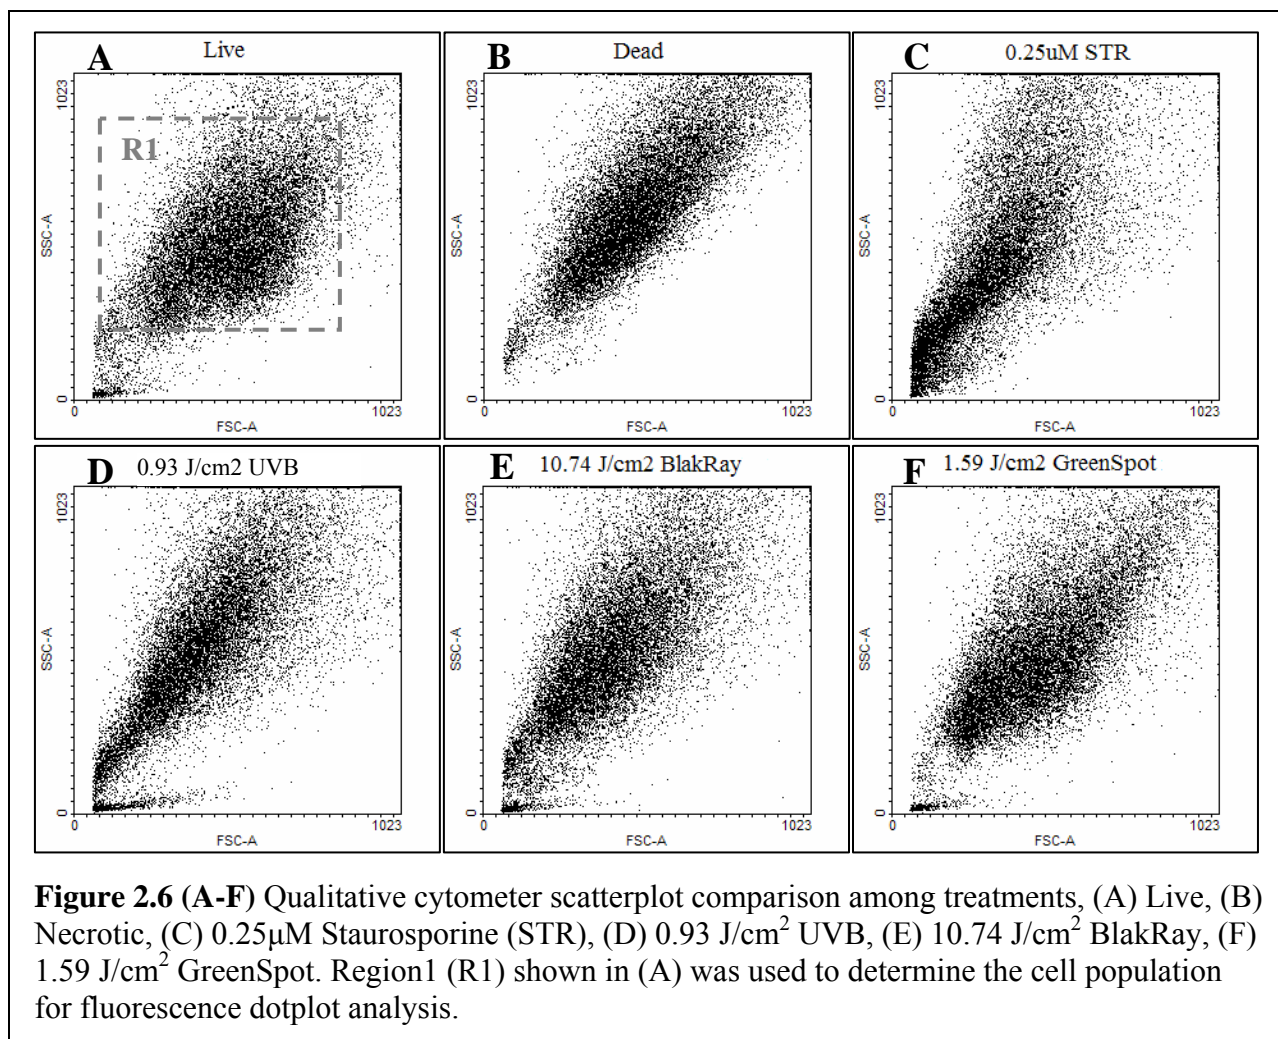 A Live
1023
R1
SSC-A
0
0 1023
FSC-A
B Dead
1023
SSC-A
0
0 1023
FSC-A
C 0.25uM STR
1023
SSC-A
0
0 1023
FSC-A
D 0.93 J/cm2 UVB
1023
SSC-A
0
0 1023
FSC-A
E 10.74 J/cm2 BlakRay
1023
SSC-A
0
0 1023
FSC-A
F 1.59 J/cm2 GreenSpot
1023
SSC-A
0
0 1023
FSC-A
Figure 2.6 (A-F) Qualitative cytometer scatterplot comparison among treatments, (A) Live, (B)
Necrotic, (C) 0.25µM Staurosporine (STR), (D) 0.93 J/cm² UVB, (E) 10.74 J/cm² BlakRay, (F)
1.59 J/cm² GreenSpot. Region1 (R1) shown in (A) was used to determine the cell population
for fluorescence dotplot analysis.